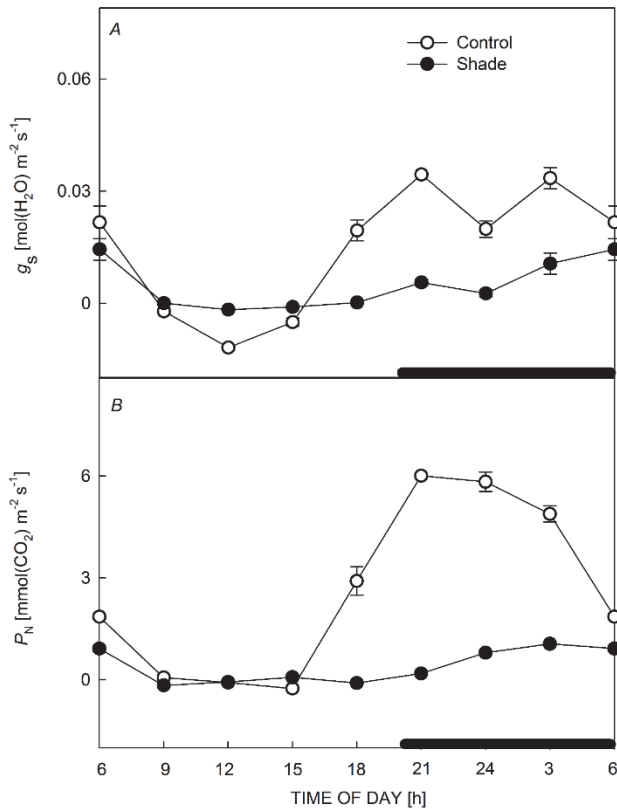 A
Control
Shade
0.06
0.03
0
gs [mol(H2O) m-2 s-1]
B
6
3
0
PN [mmol(CO2) m-2 s-1]
6 9 12 15 18 21 24 3 6
TIME OF DAY [h]